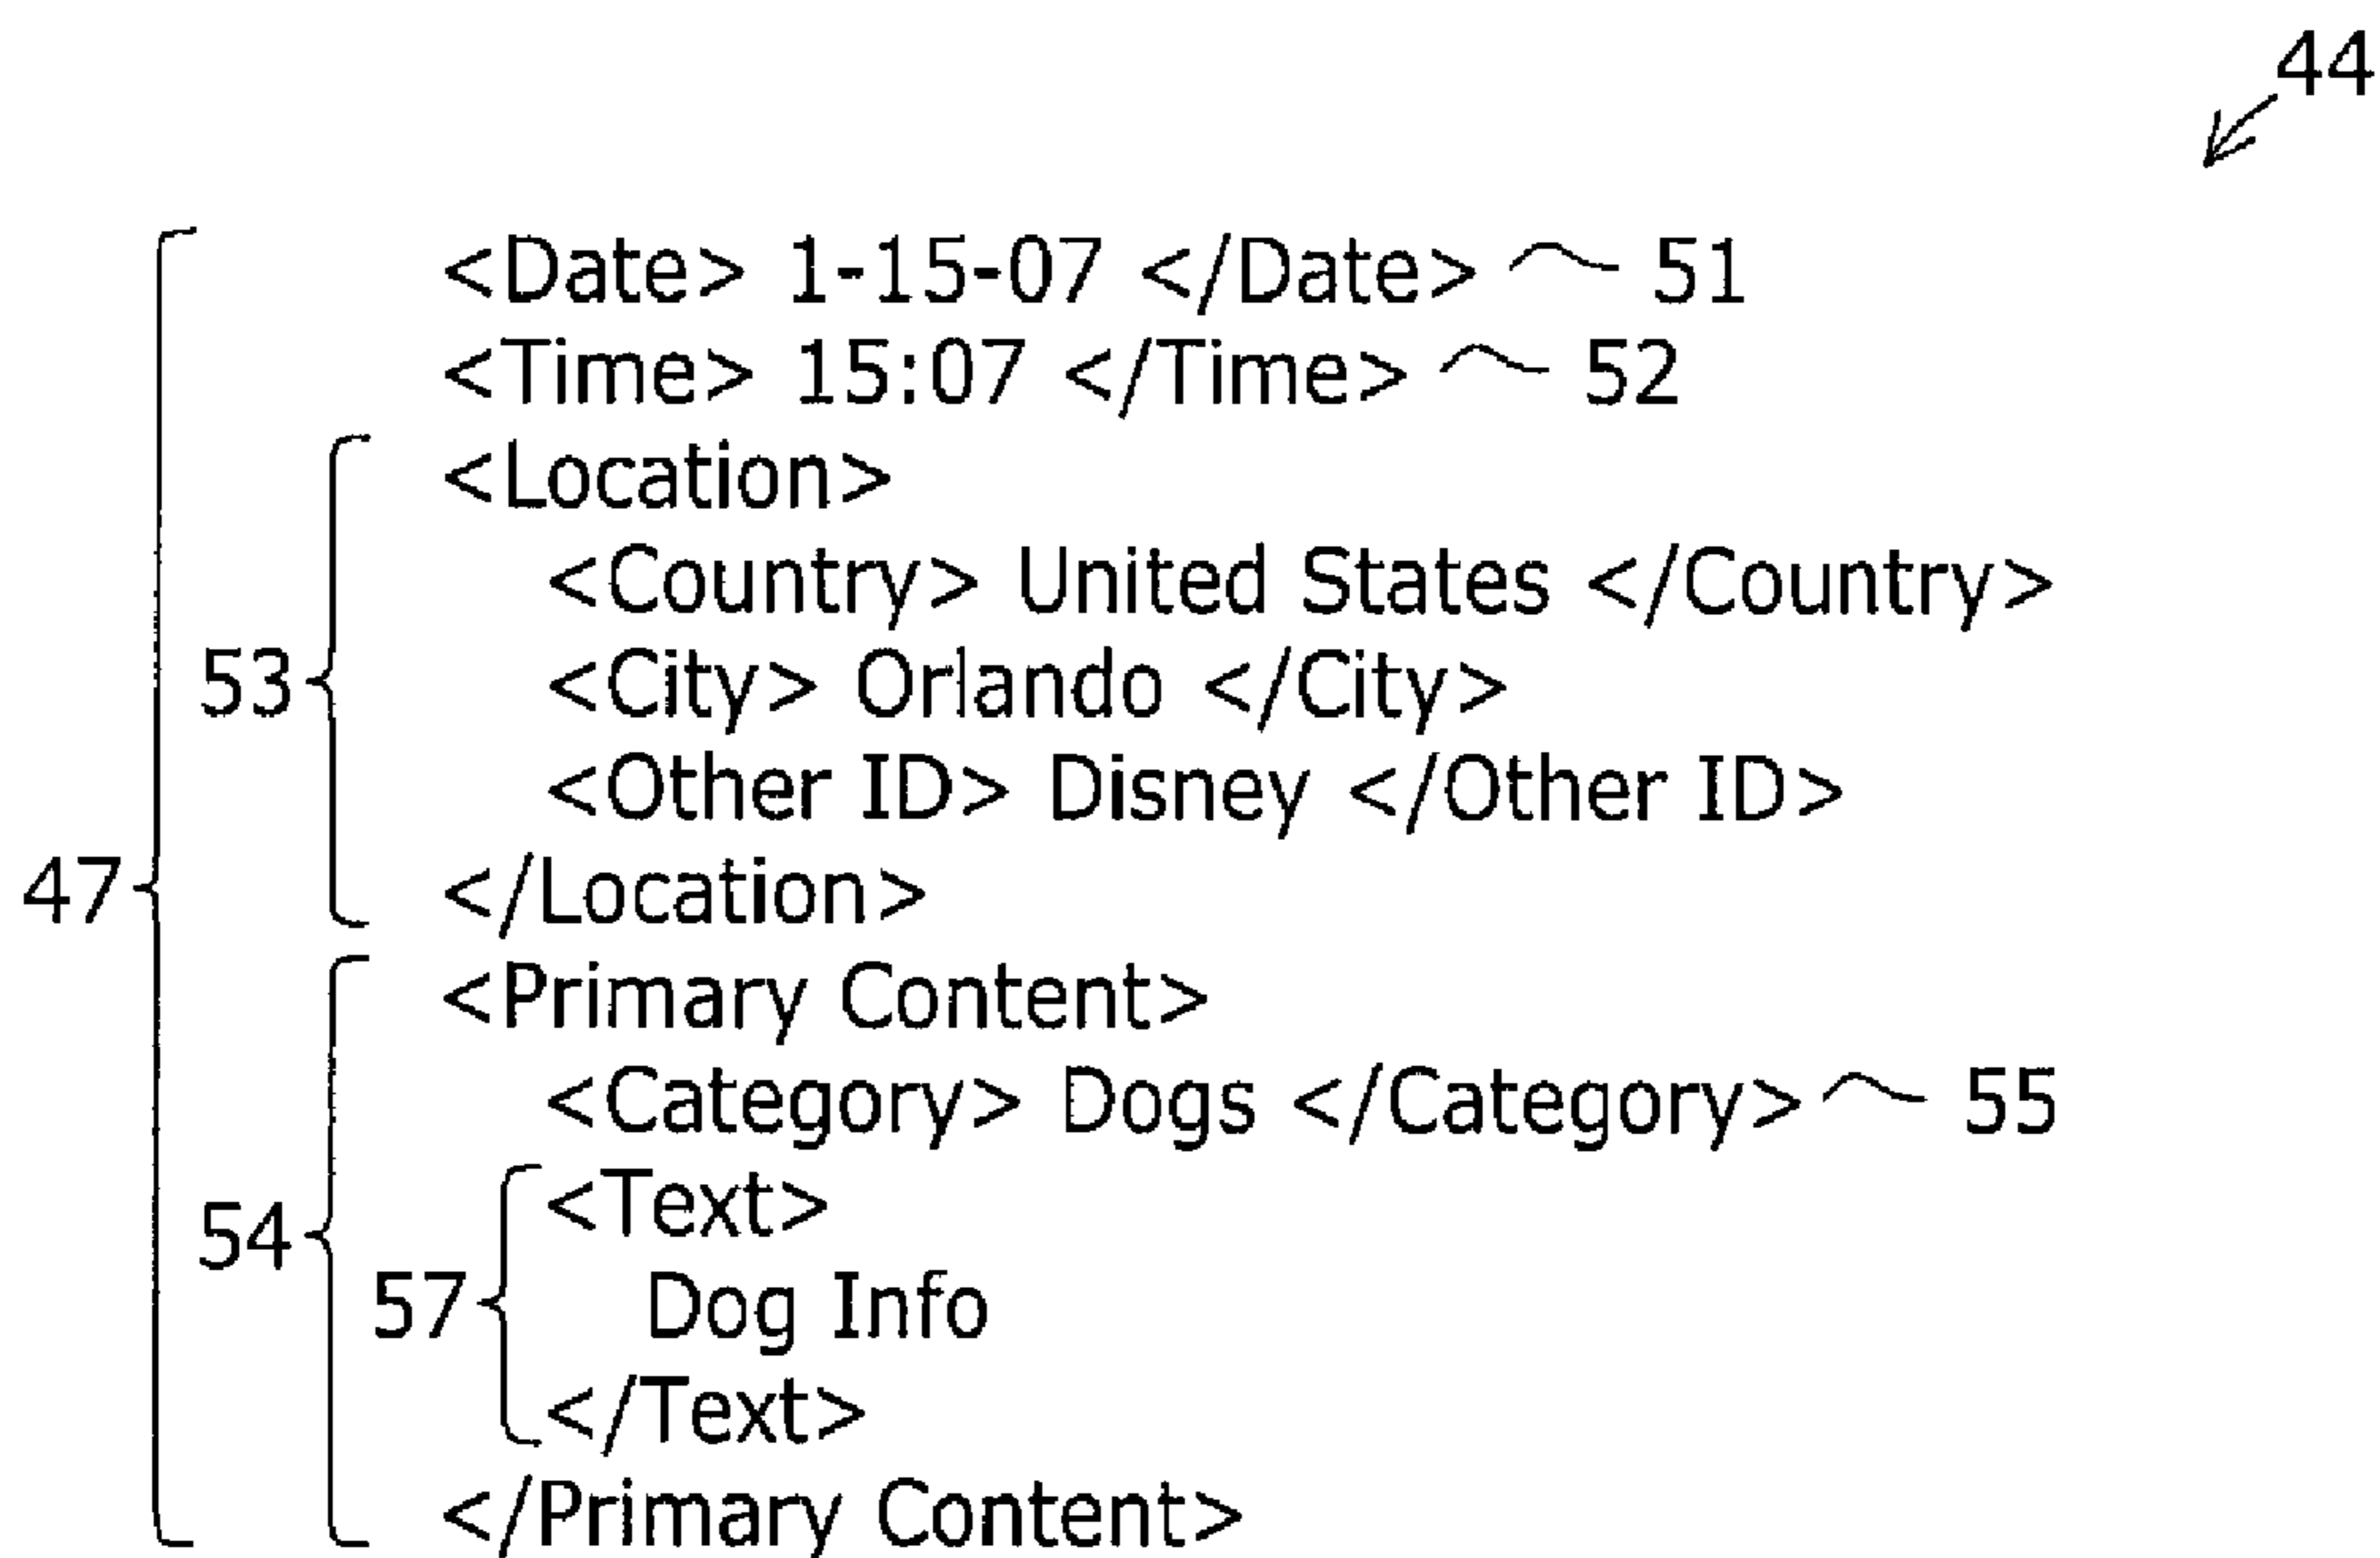 44
<Date> 1-15-07 </Date> 51
<Time> 15:07 </Time> 52
<Location>
<Country> United States </Country>
53 <City> Orlando </City>
<Other ID> Disney </Other ID>
47 </Location>
<Primary Content>
<Category> Dogs </Category> 55
54 <Text>
57 Dog Info
</Text>
</Primary Content>